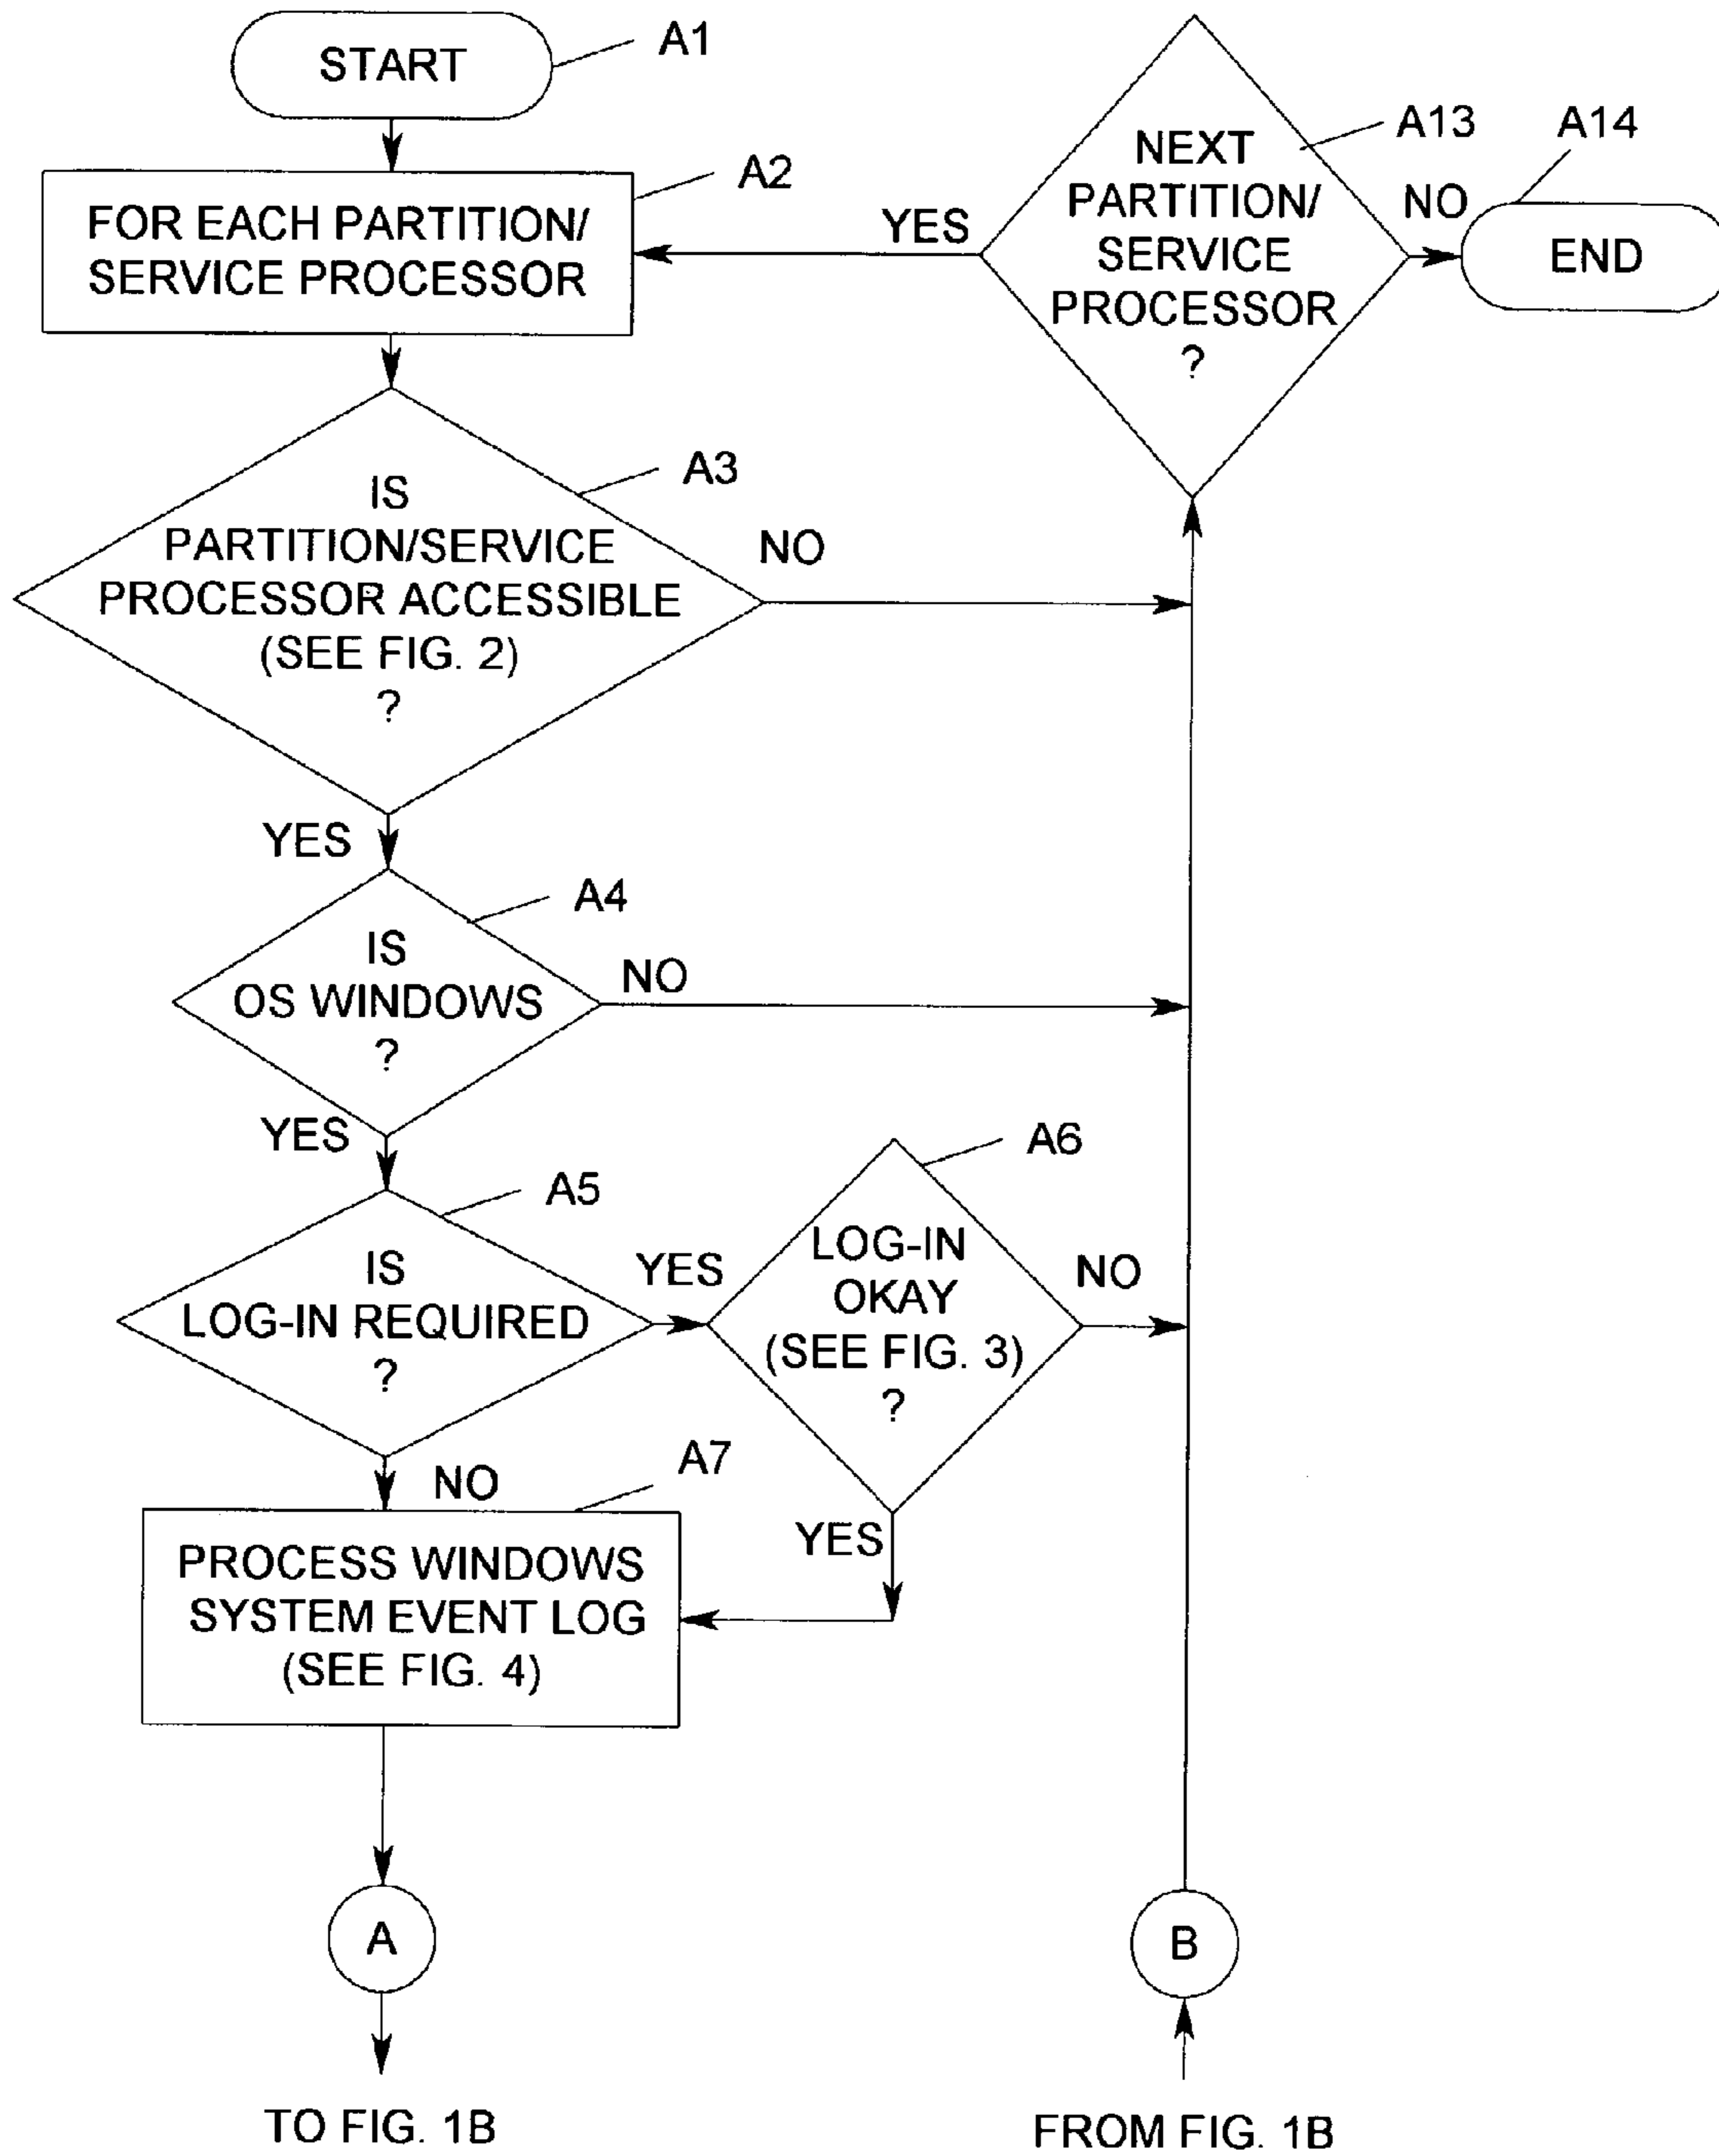 START
A1
FOR EACH PARTITION/
SERVICE PROCESSOR
A2
YES
NEXT
PARTITION/
SERVICE
PROCESSOR
?
A13
NO
A14
END
IS
PARTITION/SERVICE
PROCESSOR ACCESSIBLE
(SEE FIG. 2)
?
A3
NO
YES
IS
OS WINDOWS
?
A4
NO
YES
IS
LOG-IN REQUIRED
?
A5
YES
LOG-IN
OKAY
(SEE FIG. 3)
?
A6
NO
NO
YES
PROCESS WINDOWS
SYSTEM EVENT LOG
(SEE FIG. 4)
A7
A
TO FIG. 1B
B
FROM FIG. 1B